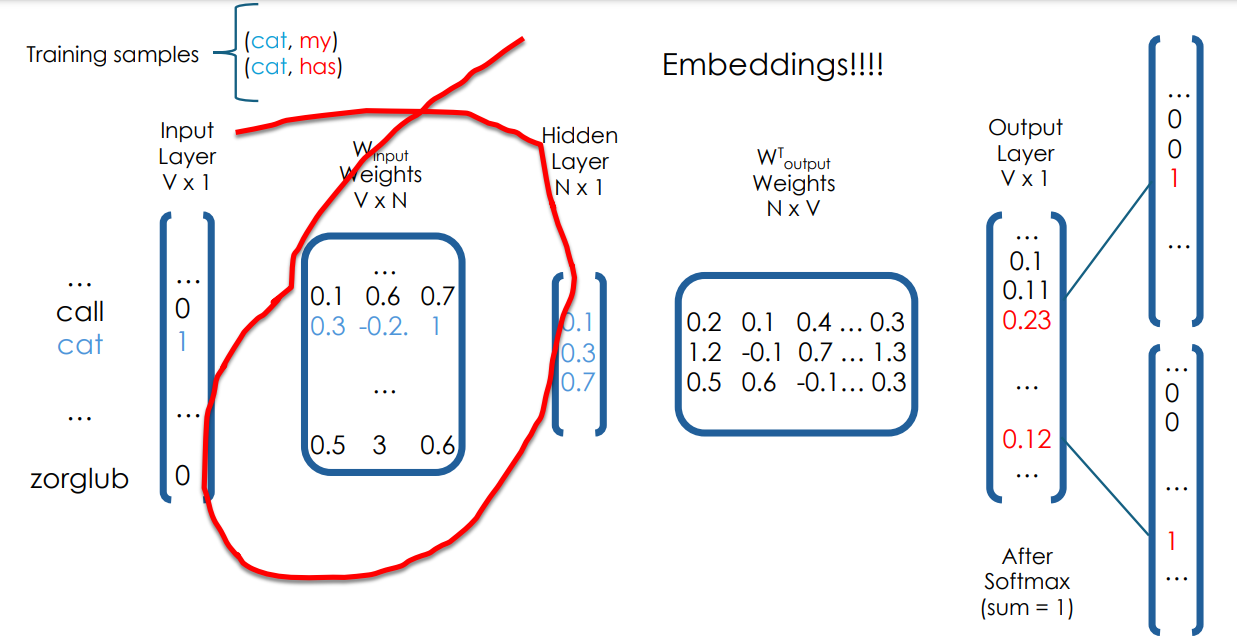 Training samples
(cat, my)
(cat, has)
Embeddings!!!!
Input
Layer
V x 1
Winput
Weights
V x N
Hidden
Layer
N x 1
WToutput
Weights
N x V
Output
Layer
V x 1
...
call
cat
...
zorglub
...
0
1
...
0
...
0.1 0.6 0.7
0.3 -0.2. 1
...
0.5 3 0.6
0.1
0.3
0.7
0.2 0.1 0.4 ... 0.3
1.2 -0.1 0.7 ... 1.3
0.5 0.6 -0.1... 0.3
...
0.1
0.11
0.23
...
0.12
...
After
Softmax
(sum = 1)
...
0
0
1
...
...
0
0
...
1
...